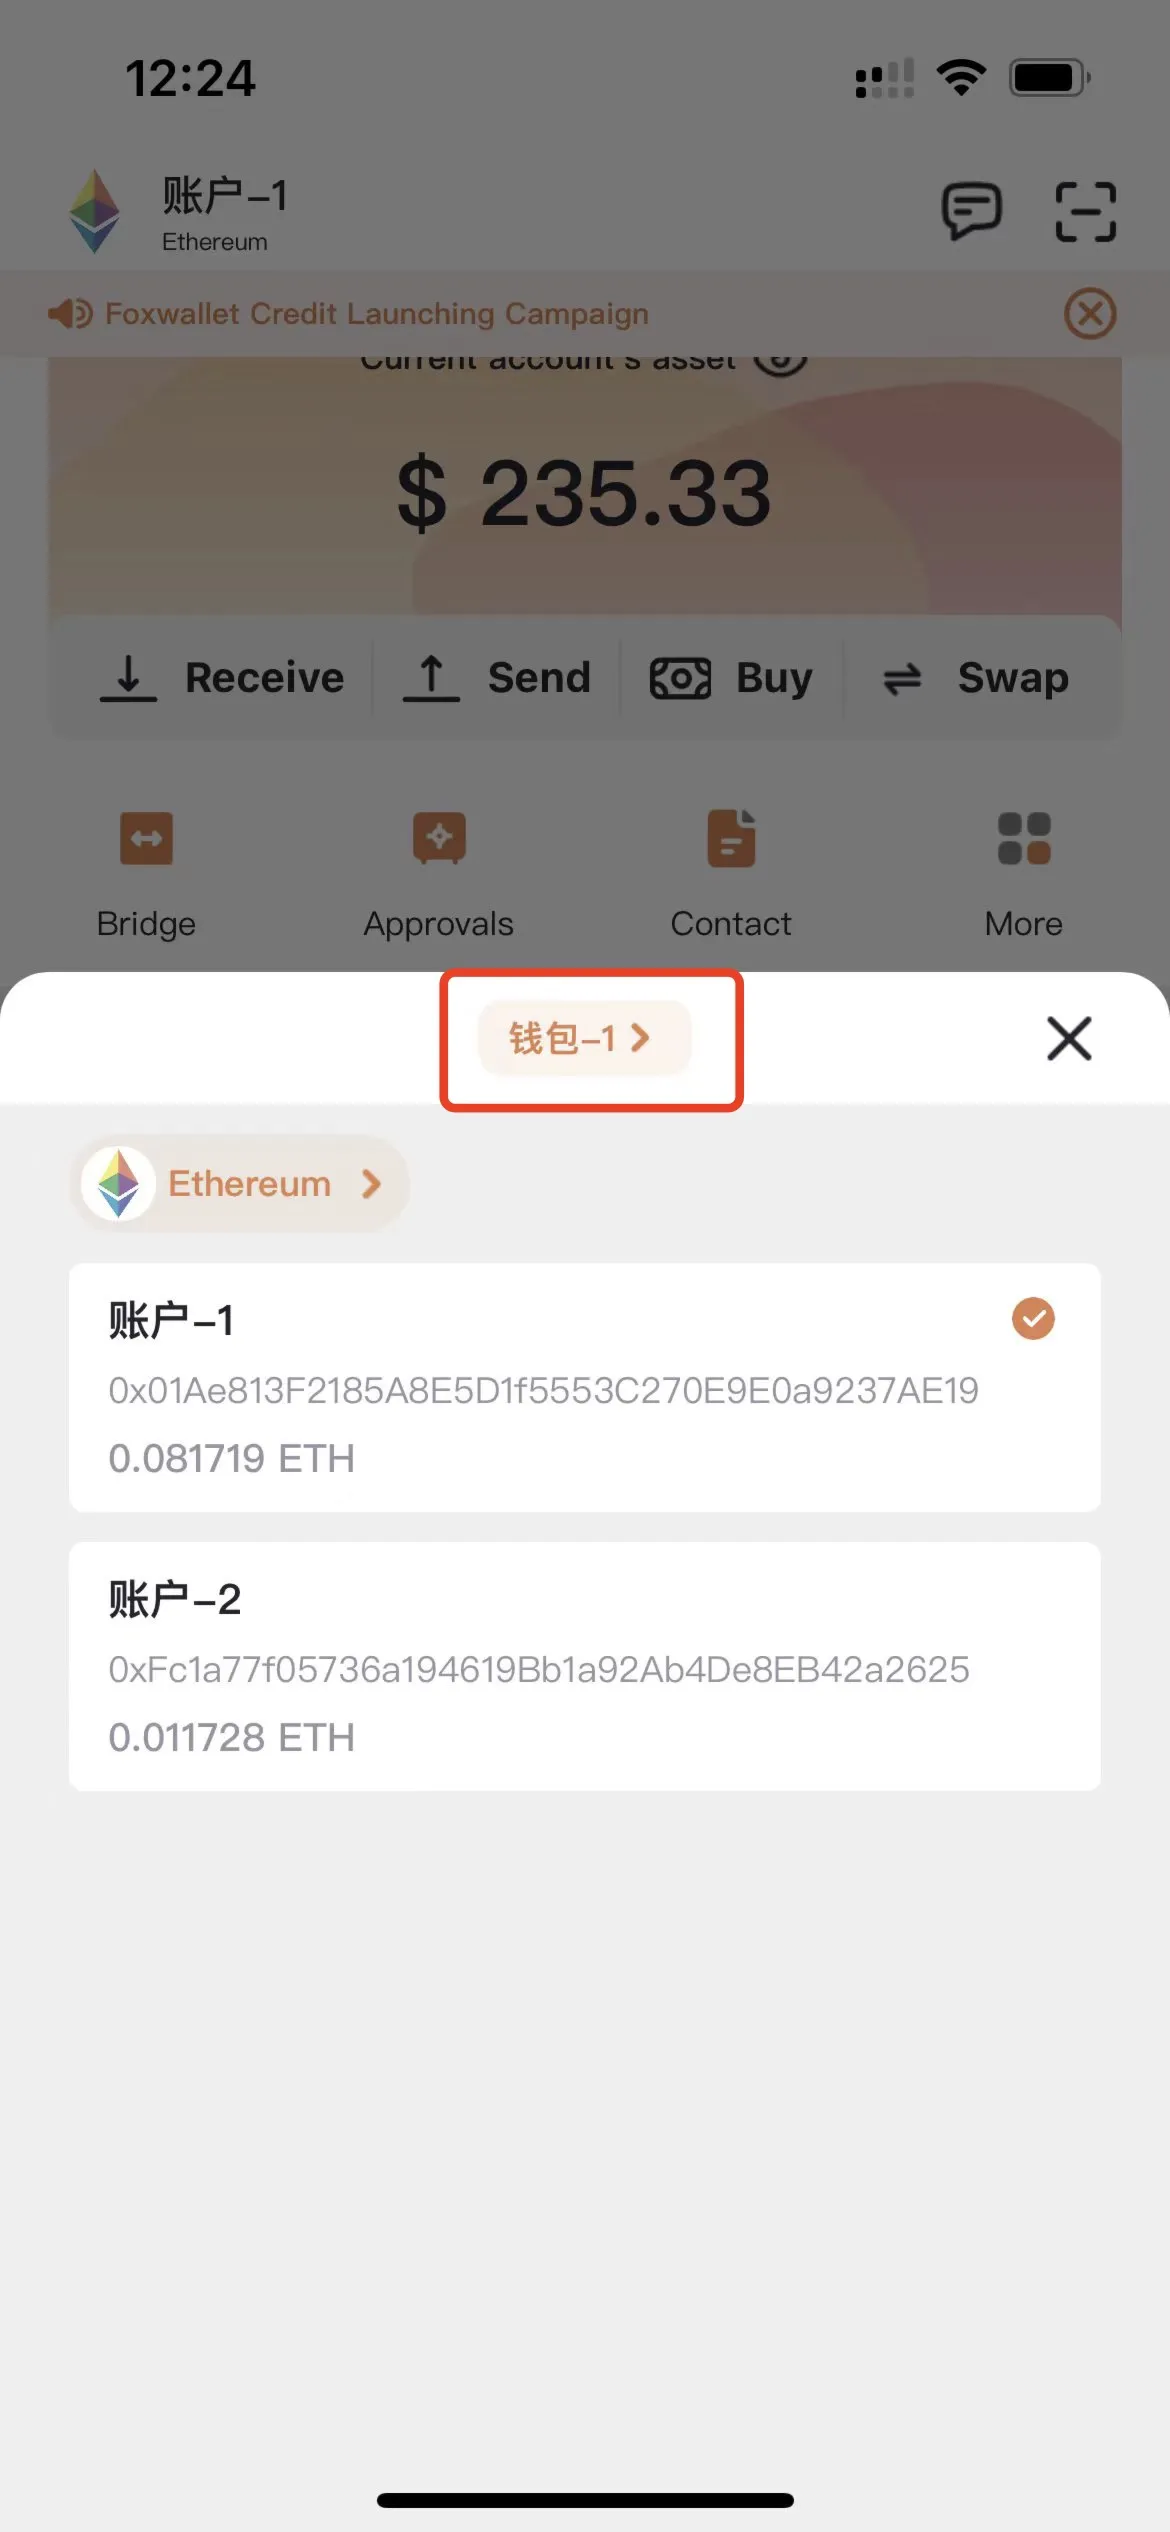 12:24
账户-1
Ethereum
Foxwallet Credit Launching Campaign
Current account's asset
$ 235.33
Receive
Send
Buy
Swap
Bridge
Approvals
Contact
More
钱包-1
Ethereum
账户-1
0x01Ae813F2185A8E5D1f5553C270E9E0a9237AE19
0.081719 ETH
账户-2
0xFc1a77f05736a194619Bb1a92Ab4De8EB42a2625
0.011728 ETH